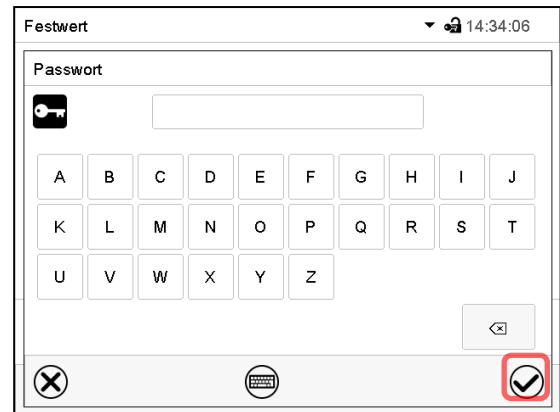 Festwert 14:34:06
Passwort
A B C D E F G H I J
K L M N O P Q R S T
U V W X Y Z